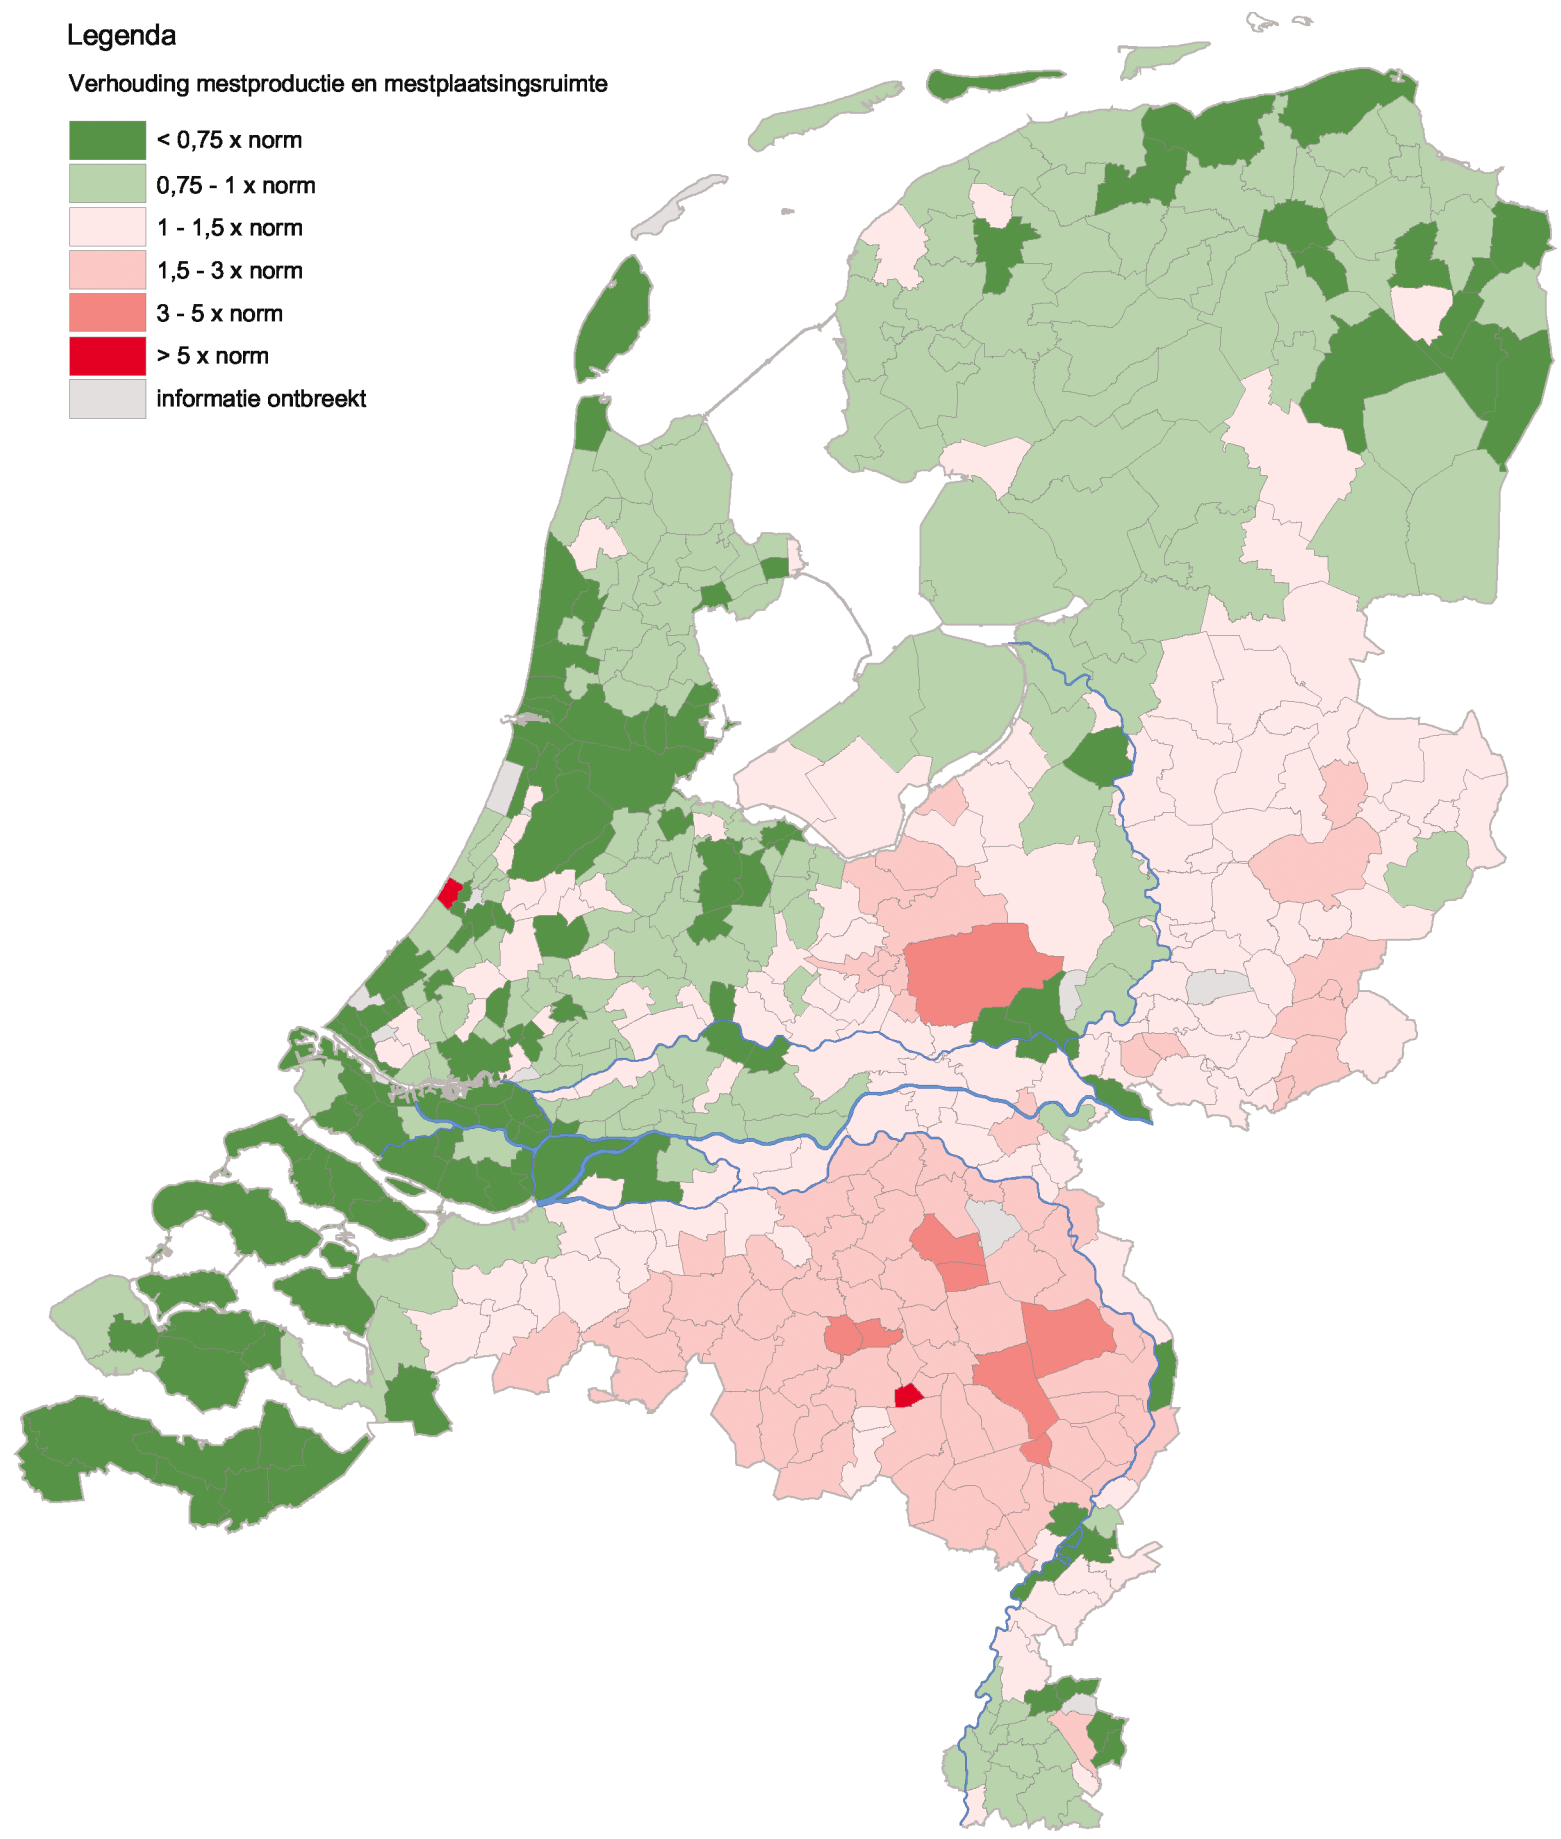 Legenda
Verhouding mestproductie en mestplaatsingsruimte
< 0,75 x norm
0,75 - 1 x norm
1 - 1,5 x norm
1,5 - 3 x norm
3 - 5 x norm
> 5 x norm
informatie ontbreekt